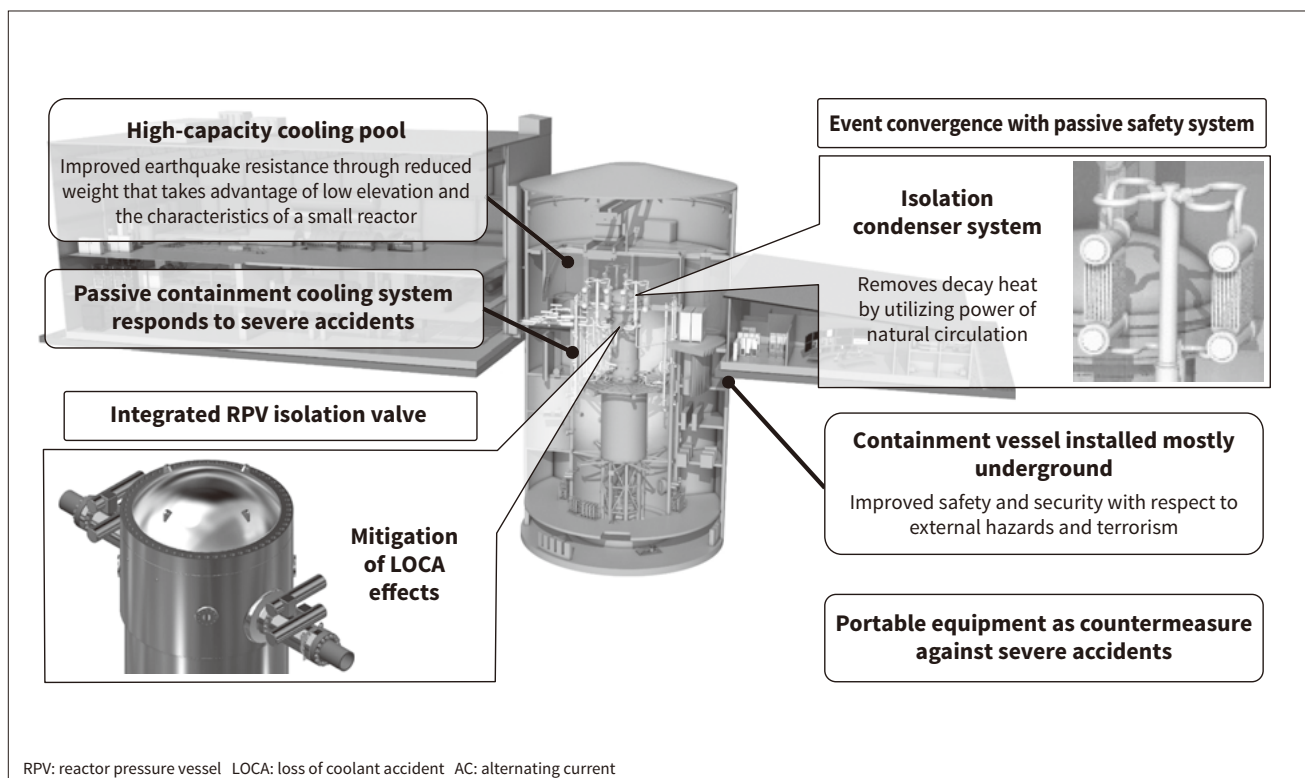 High-capacity cooling pool
Improved earthquake resistance through reduced
weight that takes advantage of low elevation and
the characteristics of a small reactor
Passive containment cooling system
responds to severe accidents
Integrated RPV isolation valve
Mitigation
of LOCA
effects
Event convergence with passive safety system
Isolation
condenser system
Removes decay heat
by utilizing power of
natural circulation
Containment vessel installed mostly
underground
Improved safety and security with respect to
external hazards and terrorism
Portable equipment as countermeasure
against severe accidents
RPV: reactor pressure vessel LOCA: loss of coolant accident AC: alternating current